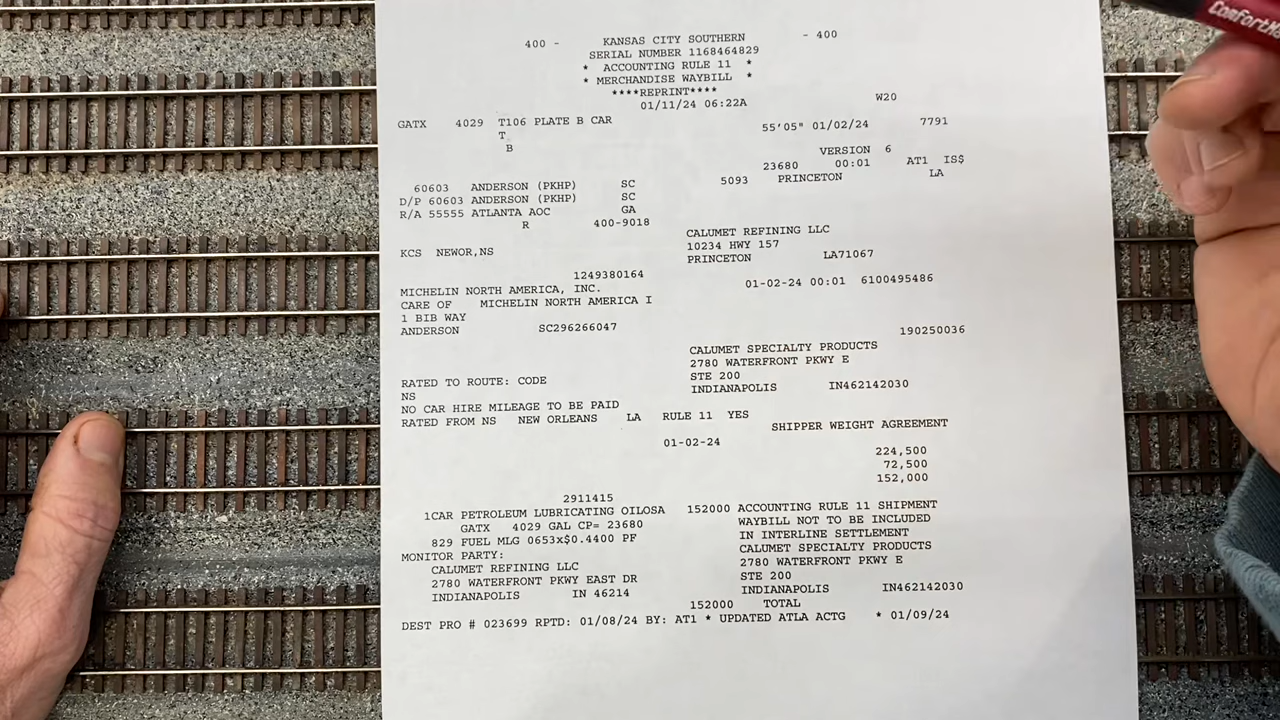 400 - KANSAS CITY SOUTHERN - 400
SERIAL NUMBER 1168464829
* ACCOUNTING RULE 11 *
* MERCHANDISE WAYBILL *
****REPRINT****
01/11/24 06:22A
W20
GATX 4029 T106 PLATE B CAR 55'05" 01/02/24 7791
T
B
VERSION 6
23680 00:01 AT1 IS$
60603 ANDERSON (PKHP) SC 5093 PRINCETON LA
D/P 60603 ANDERSON (PKHP) SC
R/A 55555 ATLANTA AOC GA
R 400-9018
CALUMET REFINING LLC
KCS NEWOR,NS 10234 HWY 157
PRINCETON LA71067
1249380164
MICHELIN NORTH AMERICA, INC. 01-02-24 00:01 6100495486
CARE OF MICHELIN NORTH AMERICA I
1 BIB WAY
ANDERSON SC296266047
190250036
CALUMET SPECIALTY PRODUCTS
2780 WATERFRONT PKWY E
STE 200
RATED TO ROUTE: CODE INDIANAPOLIS IN462142030
NS
NO CAR HIRE MILEAGE TO BE PAID
RATED FROM NS NEW ORLEANS LA RULE 11 YES
SHIPPER WEIGHT AGREEMENT
01-02-24
224,500
72,500
152,000
2911415
1CAR PETROLEUM LUBRICATING OILOSA 152000 ACCOUNTING RULE 11 SHIPMENT
GATX 4029 GAL CP= 23680 WAYBILL NOT TO BE INCLUDED
829 FUEL MLG 0653x$0.4400 PF IN INTERLINE SETTLEMENT
MONITOR PARTY: CALUMET SPECIALTY PRODUCTS
CALUMET REFINING LLC 2780 WATERFRONT PKWY E
2780 WATERFRONT PKWY EAST DR STE 200
INDIANAPOLIS IN 46214 INDIANAPOLIS IN462142030
152000 TOTAL
DEST PRO # 023699 RPTD: 01/08/24 BY: AT1 * UPDATED ATLA ACTG * 01/09/24